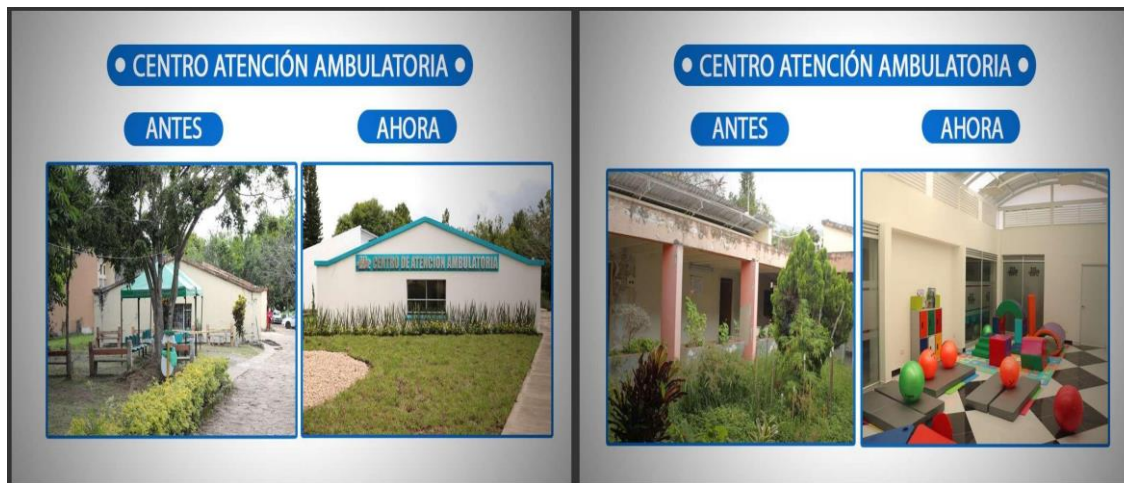 CENTRO ATENCIÓN AMBULATORIA
ANTES
AHORA
CENTRO DE ATENCIÓN AMBULATORIA
CENTRO ATENCIÓN AMBULATORIA
ANTES
AHORA